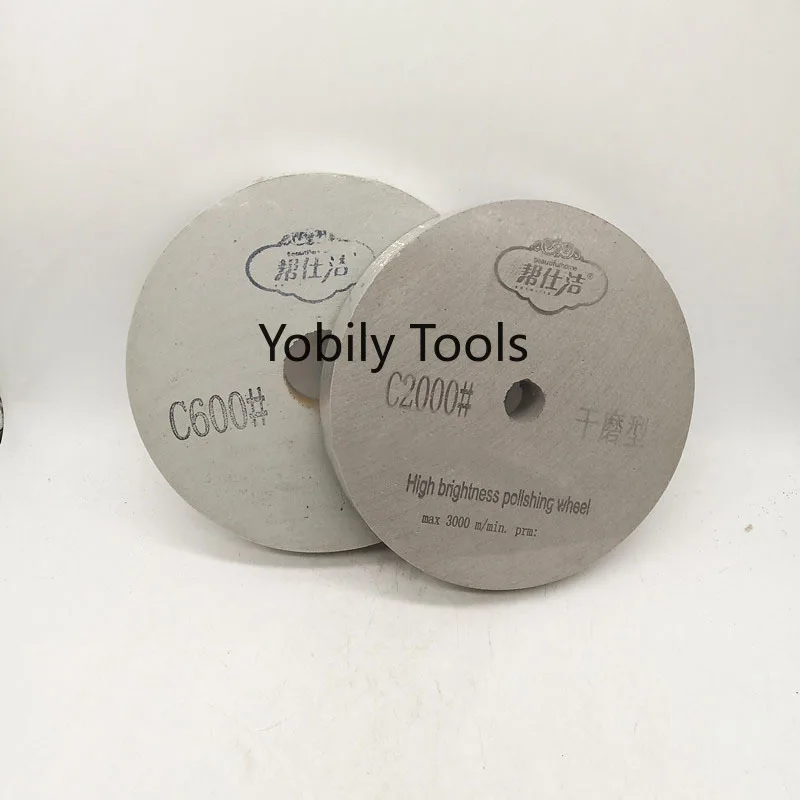 帮仕洁
C600#
Yobily Tools
beautifulhome
帮仕洁®
C2000#
干磨型
High brightness polishing wheel
max 3000 m/min. prm: